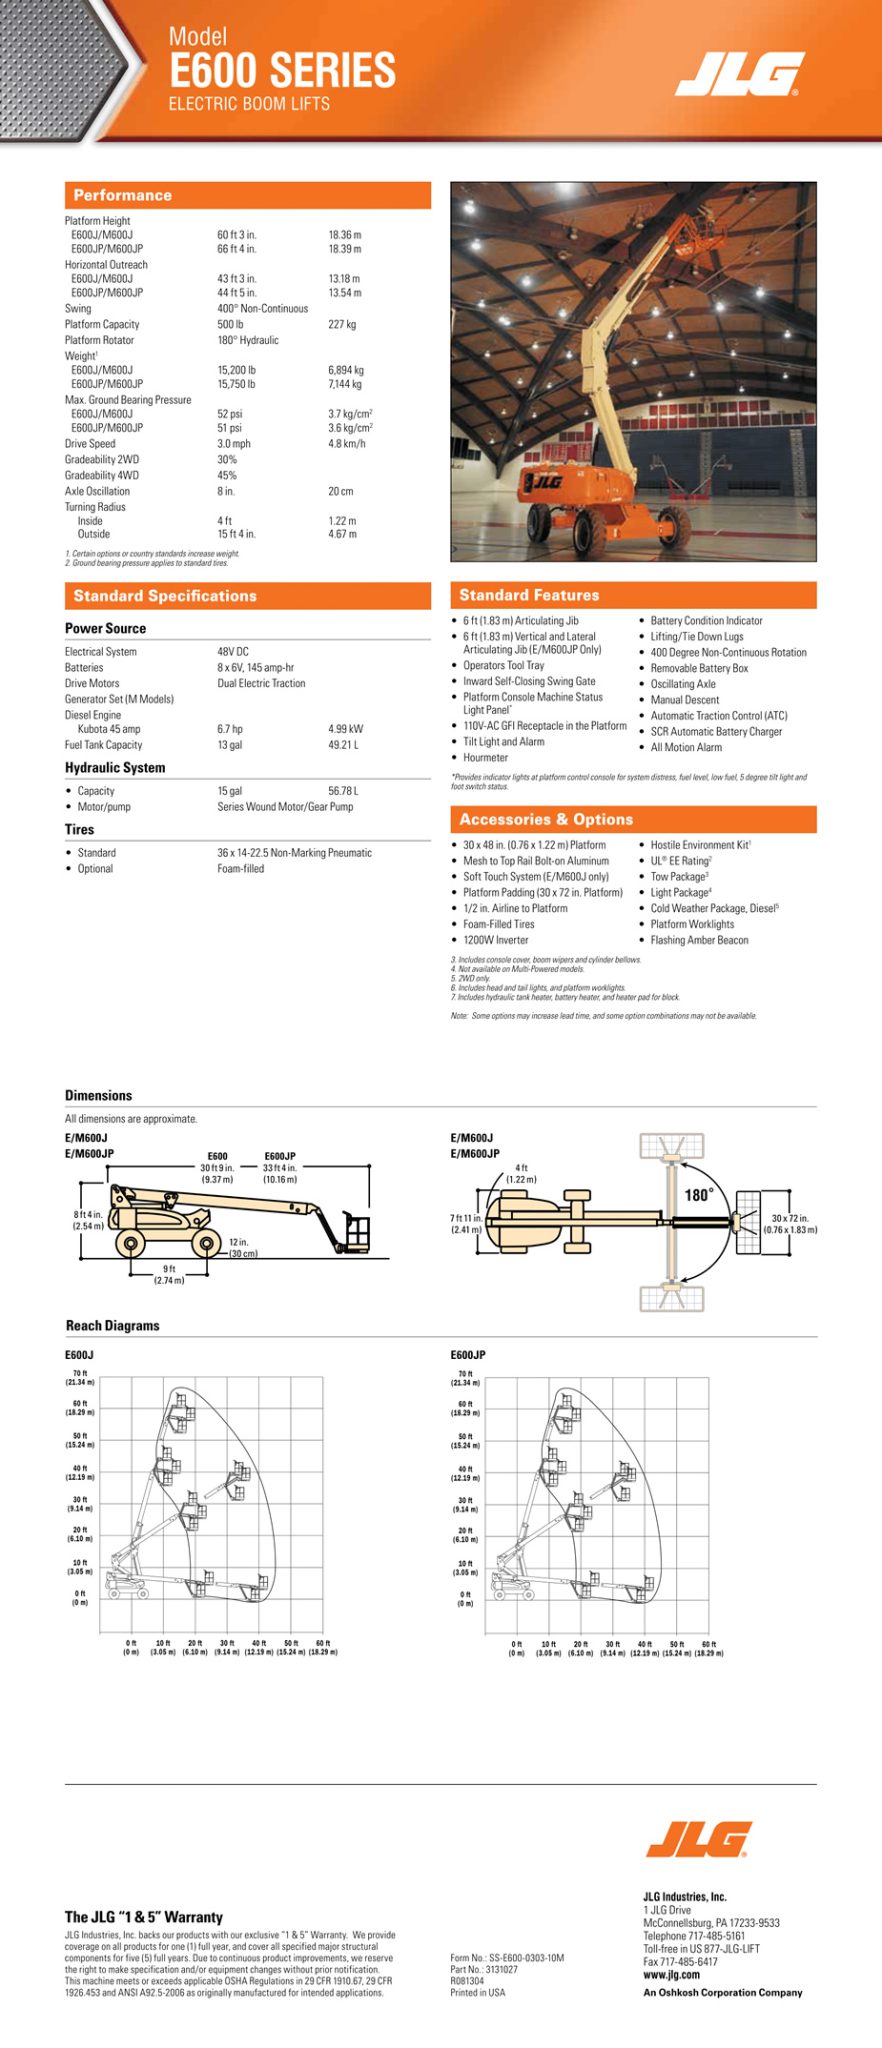 Model
E600 SERIES
ELECTRIC BOOM LIFTS
JLG®
Performance
Platform Height
E600J/M600J 60 ft 3 in. 18.36 m
E600JP/M600JP 66 ft 4 in. 18.39 m
Horizontal Outreach
E600J/M600J 43 ft 3 in. 13.18 m
E600JP/M600JP 44 ft 5 in. 13.54 m
Swing 400° Non-Continuous
Platform Capacity 500 lb 227 kg
Platform Rotator 180° Hydraulic
Weight¹
E600J/M600J 15,200 lb 6,894 kg
E600JP/M600JP 15,750 lb 7,144 kg
Max. Ground Bearing Pressure
E600J/M600J 52 psi 3.7 kg/cm²
E600JP/M600JP 51 psi 3.6 kg/cm²
Drive Speed 3.0 mph 4.8 km/h
Gradeability 2WD 30%
Gradeability 4WD 45%
Axle Oscillation 8 in. 20 cm
Turning Radius
Inside 4 ft 1.22 m
Outside 15 ft 4 in. 4.67 m
1. Certain options or country standards increase weight.
2. Ground bearing pressure applies to standard tires.
JLG
Standard Specifications
Power Source
Electrical System 48V DC
Batteries 8 x 6V, 145 amp-hr
Drive Motors Dual Electric Traction
Generator Set (M Models)
Diesel Engine
Kubota 45 amp 6.7 hp 4.99 kW
Fuel Tank Capacity 13 gal 49.21 L
Hydraulic System
• Capacity 15 gal 56.78 L
• Motor/pump Series Wound Motor/Gear Pump
Tires
• Standard 36 x 14-22.5 Non-Marking Pneumatic
• Optional Foam-filled
Standard Features
• 6 ft (1.83 m) Articulating Jib
• 6 ft (1.83 m) Vertical and Lateral
Articulating Jib (E/M600JP Only)
• Operators Tool Tray
• Inward Self-Closing Swing Gate
• Platform Console Machine Status
Light Panel*
• 110V-AC GFI Receptacle in the Platform
• Tilt Light and Alarm
• Hourmeter
• Battery Condition Indicator
• Lifting/Tie Down Lugs
• 400 Degree Non-Continuous Rotation
• Removable Battery Box
• Oscillating Axle
• Manual Descent
• Automatic Traction Control (ATC)
• SCR Automatic Battery Charger
• All Motion Alarm
*Provides indicator lights at platform control console for system distress, fuel level, low fuel, 5 degree tilt light and
foot switch status.
Accessories & Options
• 30 x 48 in. (0.76 x 1.22 m) Platform
• Mesh to Top Rail Bolt-on Aluminum
• Soft Touch System (E/M600J only)
• Platform Padding (30 x 72 in. Platform)
• 1/2 in. Airline to Platform
• Foam-Filled Tires
• 1200W Inverter
• Hostile Environment Kit¹
• UL® EE Rating²
• Tow Package³
• Light Package⁴
• Cold Weather Package, Diesel⁵
• Platform Worklights
• Flashing Amber Beacon
3. Includes console cover, boom wipers and cylinder bellows.
4. Not available on Multi-Powered models.
5. 2WD only.
6. Includes head and tail lights, and platform worklights.
7. Includes hydraulic tank heater, battery heater, and heater pad for block.
Note: Some options may increase lead time, and some option combinations may not be available.
Dimensions
All dimensions are approximate.
E/M600J
E/M600JP
E600 E600JP
30 ft 9 in. 33 ft 4 in.
(9.37 m) (10.16 m)
8 ft 4 in.
(2.54 m)
12 in.
(30 cm)
9 ft
(2.74 m)
E/M600J
E/M600JP
4 ft
(1.22 m)
180°
7 ft 11 in.
(2.41 m)
30 x 72 in.
(0.76 x 1.83 m)
Reach Diagrams
E600J
70 ft
(21.34 m)
60 ft
(18.29 m)
50 ft
(15.24 m)
40 ft
(12.19 m)
30 ft
(9.14 m)
20 ft
(6.10 m)
10 ft
(3.05 m)
0 ft
(0 m)
0 ft 10 ft 20 ft 30 ft 40 ft 50 ft 60 ft
(0 m) (3.05 m) (6.10 m) (9.14 m) (12.19 m) (15.24 m) (18.29 m)
E600JP
70 ft
(21.34 m)
60 ft
(18.29 m)
50 ft
(15.24 m)
40 ft
(12.19 m)
30 ft
(9.14 m)
20 ft
(6.10 m)
10 ft
(3.05 m)
0 ft
(0 m)
0 ft 10 ft 20 ft 30 ft 40 ft 50 ft 60 ft
(0 m) (3.05 m) (6.10 m) (9.14 m) (12.19 m) (15.24 m) (18.29 m)
The JLG "1 & 5" Warranty
JLG Industries, Inc. backs our products with our exclusive "1 & 5" Warranty. We provide
coverage on all products for one (1) full year, and cover all specified major structural
components for five (5) full years. Due to continuous product improvements, we reserve
the right to make specification and/or equipment changes without prior notification.
This machine meets or exceeds applicable OSHA Regulations in 29 CFR 1910.67, 29 CFR
1926.453 and ANSI A92.5-2006 as originally manufactured for intended applications.
Form No.: SS-E600-0303-10M
Part No.: 3131027
R081304
Printed in USA
JLG®
JLG Industries, Inc.
1 JLG Drive
McConnellsburg, PA 17233-9533
Telephone 717-485-5161
Toll-free in US 877-JLG-LIFT
Fax 717-485-6417
www.jlg.com
An Oshkosh Corporation Company